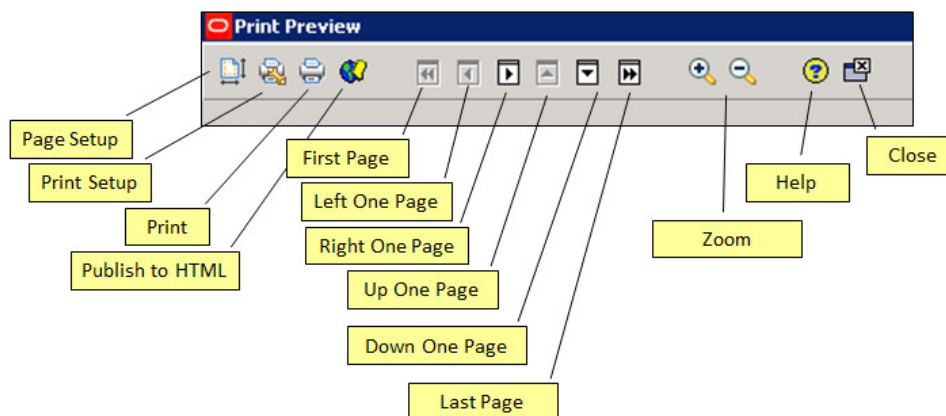 Print Preview
Page Setup
Print Setup
Print
Publish to HTML
First Page
Left One Page
Right One Page
Up One Page
Down One Page
Last Page
Zoom
Help
Close